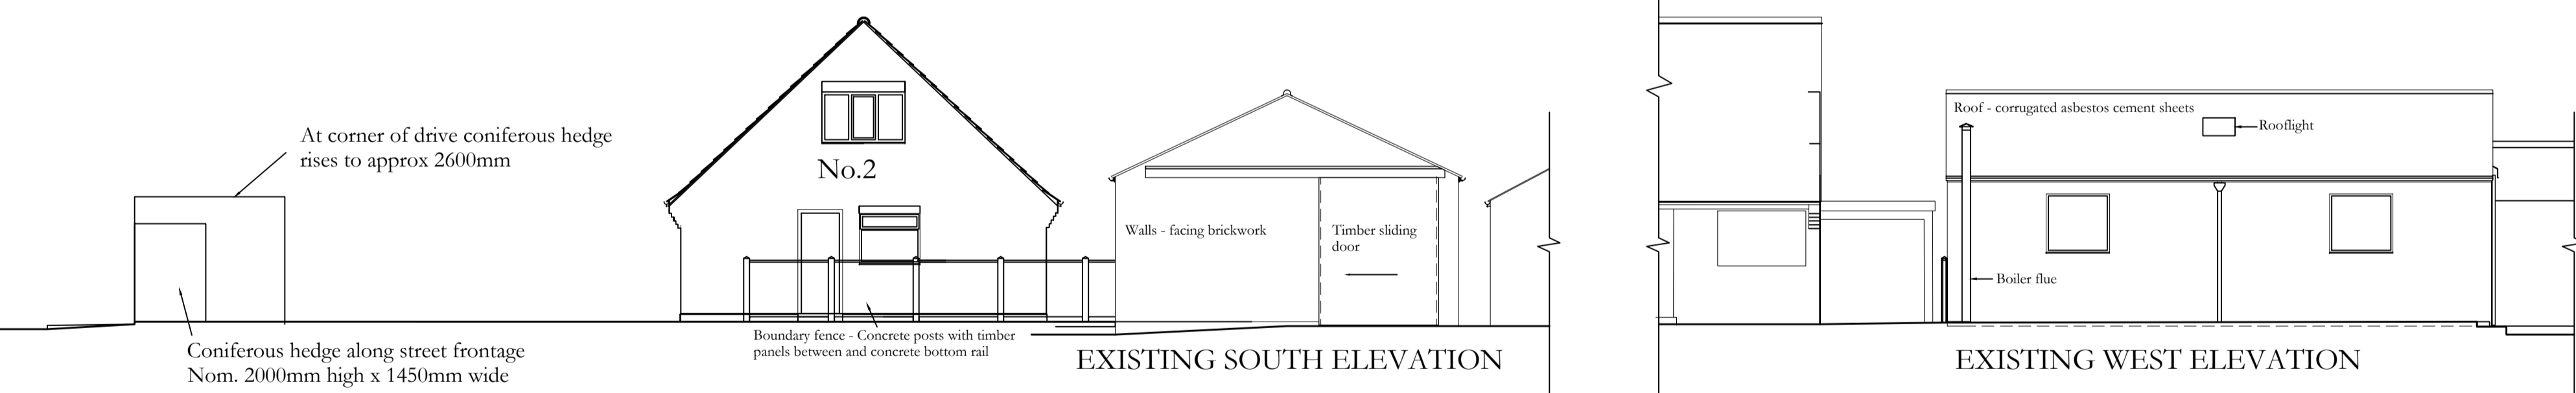 At corner of drive coniferous hedge
rises to approx 2600mm
Coniferous hedge along street frontage
Nom. 2000mm high x 1450mm wide
No.2
Boundary fence - Concrete posts with timber
panels between and concrete bottom rail
Walls - facing brickwork
Timber sliding
door
EXISTING SOUTH ELEVATION
Roof - corrugated asbestos cement sheets
Rooflight
Boiler flue
EXISTING WEST ELEVATION